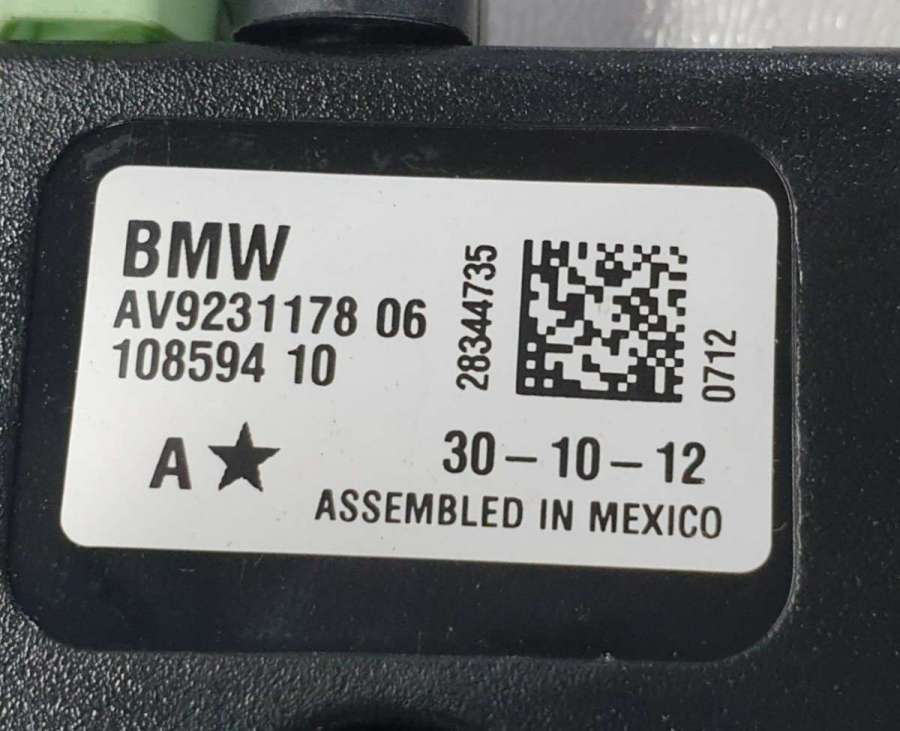 BMW
AV9231178 06
108594 10
28344735
0712
A★
30-10-12
ASSEMBLED IN MEXICO